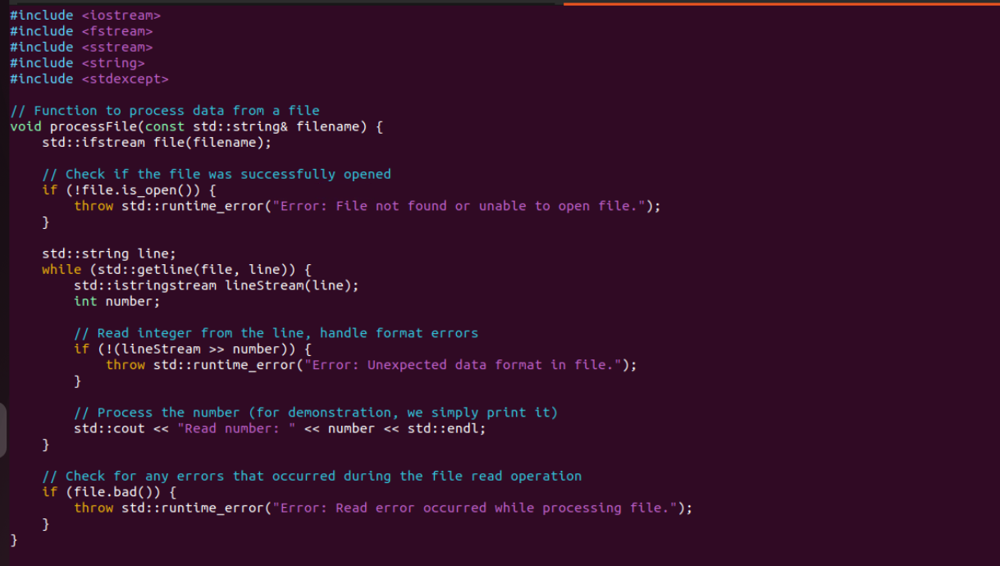 #include <iostream>
#include <fstream>
#include <sstream>
#include <string>
#include <stdexcept>

// Function to process data from a file
void processFile(const std::string& filename) {
    std::ifstream file(filename);

    // Check if the file was successfully opened
    if (!file.is_open()) {
        throw std::runtime_error("Error: File not found or unable to open file.");
    }

    std::string line;
    while (std::getline(file, line)) {
        std::istringstream lineStream(line);
        int number;

        // Read integer from the line, handle format errors
        if (!(lineStream >> number)) {
            throw std::runtime_error("Error: Unexpected data format in file.");
        }

        // Process the number (for demonstration, we simply print it)
        std::cout << "Read number: " << number << std::endl;
    }

    // Check for any errors that occurred during the file read operation
    if (file.bad()) {
        throw std::runtime_error("Error: Read error occurred while processing file.");
    }
}